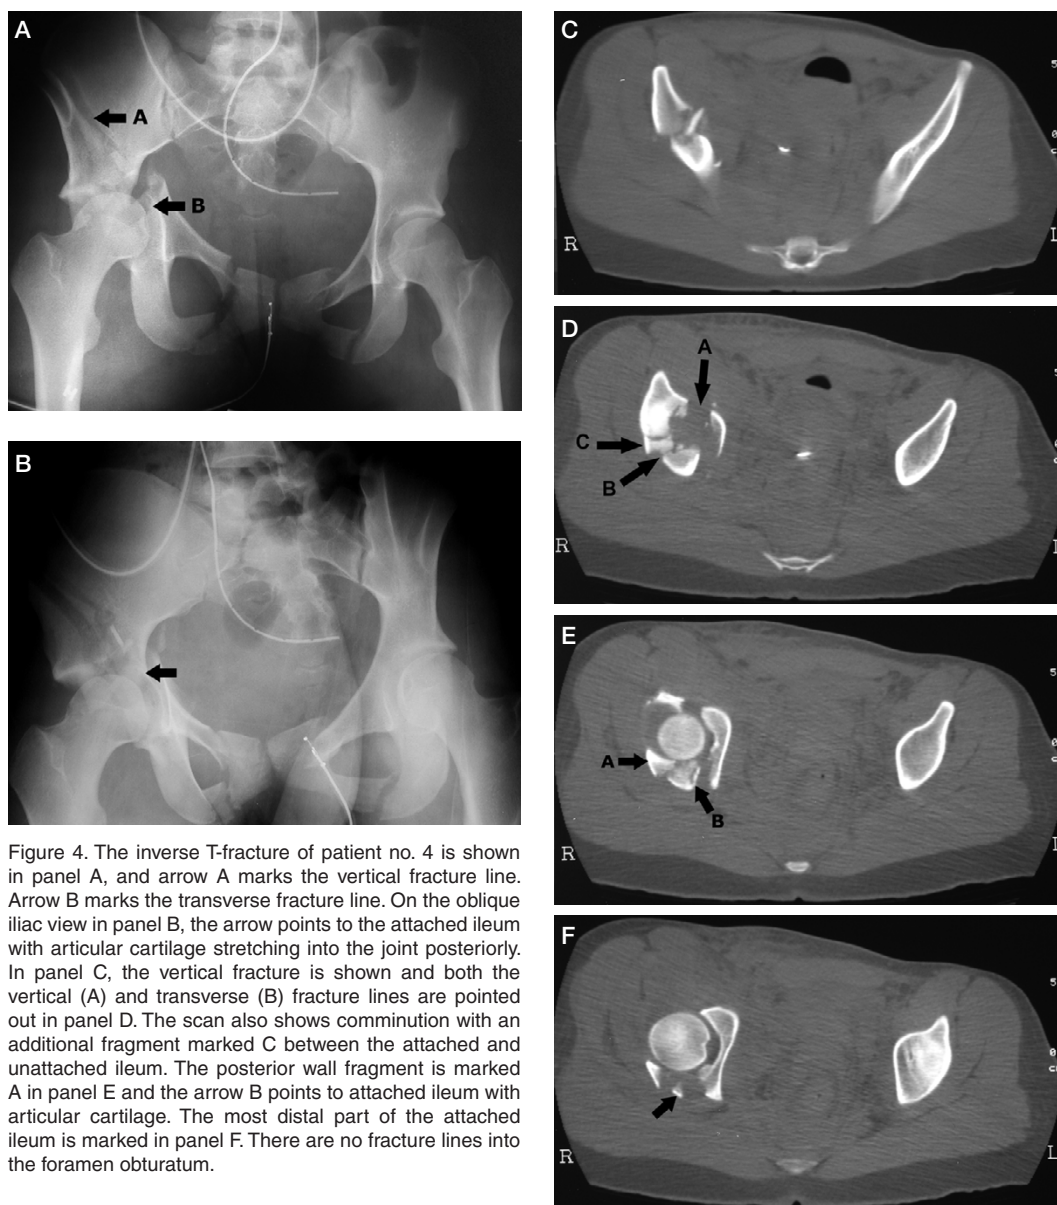 A
A
B
B
Figure 4. The inverse T-fracture of patient no. 4 is shown
in panel A, and arrow A marks the vertical fracture line.
Arrow B marks the transverse fracture line. On the oblique
iliac view in panel B, the arrow points to the attached ileum
with articular cartilage stretching into the joint posteriorly.
In panel C, the vertical fracture is shown and both the
vertical (A) and transverse (B) fracture lines are pointed
out in panel D. The scan also shows comminution with an
additional fragment marked C between the attached and
unattached ileum. The posterior wall fragment is marked
A in panel E and the arrow B points to attached ileum with
articular cartilage. The most distal part of the attached
ileum is marked in panel F. There are no fracture lines into
the foramen obturatum.
C
5
R
D
A
5
C
B
R
E
5
A
B
R
F
5
R L